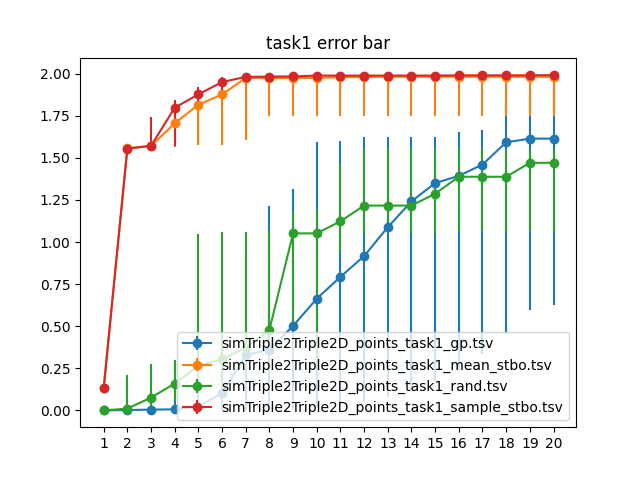 task1 error bar
2.00
1.75
1.50
1.25
1.00
0.75
0.50
0.25
0.00
simTriple2Triple2D_points_task1_gp.tsv
simTriple2Triple2D_points_task1_mean_stbo.tsv
simTriple2Triple2D_points_task1_rand.tsv
simTriple2Triple2D_points_task1_sample_stbo.tsv
1 2 3 4 5 6 7 8 9 10 11 12 13 14 15 16 17 18 19 20